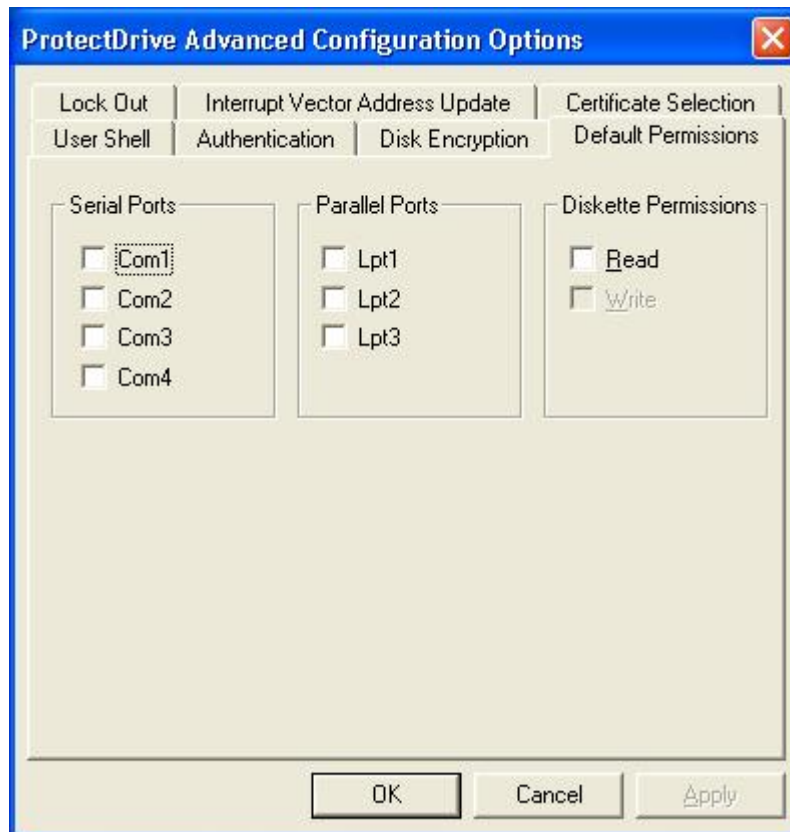 ProtectDrive Advanced Configuration Options
Lock Out Interrupt Vector Address Update Certificate Selection
User Shell Authentication Disk Encryption Default Permissions
Serial Ports Parallel Ports Diskette Permissions
Com1 Lpt1 Read
Com2 Lpt2 Write
Com3 Lpt3
Com4
OK Cancel Apply